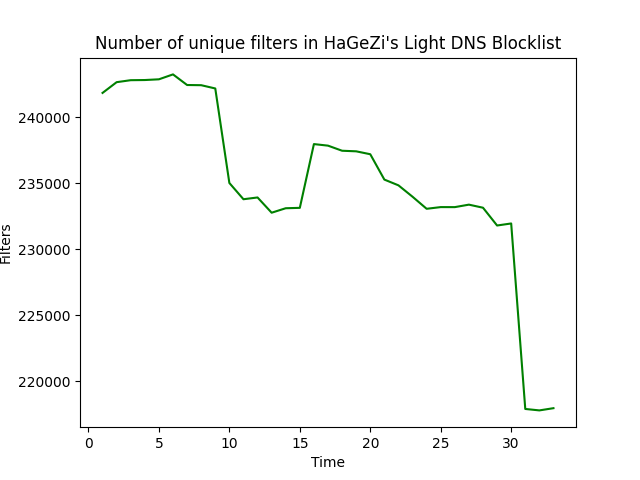 Number of unique filters in HaGeZi's Light DNS Blocklist
240000
235000
230000
225000
220000
Filters
0 5 10 15 20 25 30
Time